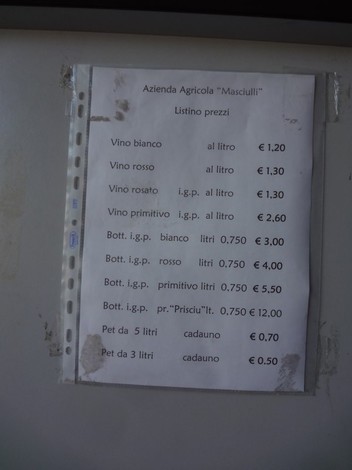 Azienda Agricola "Masciulli"
Listino prezzi
Vino bianco al litro € 1,20
Vino rosso al litro € 1,30
Vino rosato i.g.p. al litro € 1,30
Vino primitivo i.g.p. al litro € 2,60
Bott. i.g.p. bianco litri 0,750 € 3,00
Bott. i.g.p. rosso litri 0,750 € 4,00
Bott. i.g.p. primitivo litri 0,750 € 5,50
Bott. i.g. p. pr."Prisciu"lt. 0,750 € 12,00
Pet da 5 litri cadauno € 0,70
Pet da 3 litri cadauno € 0.50